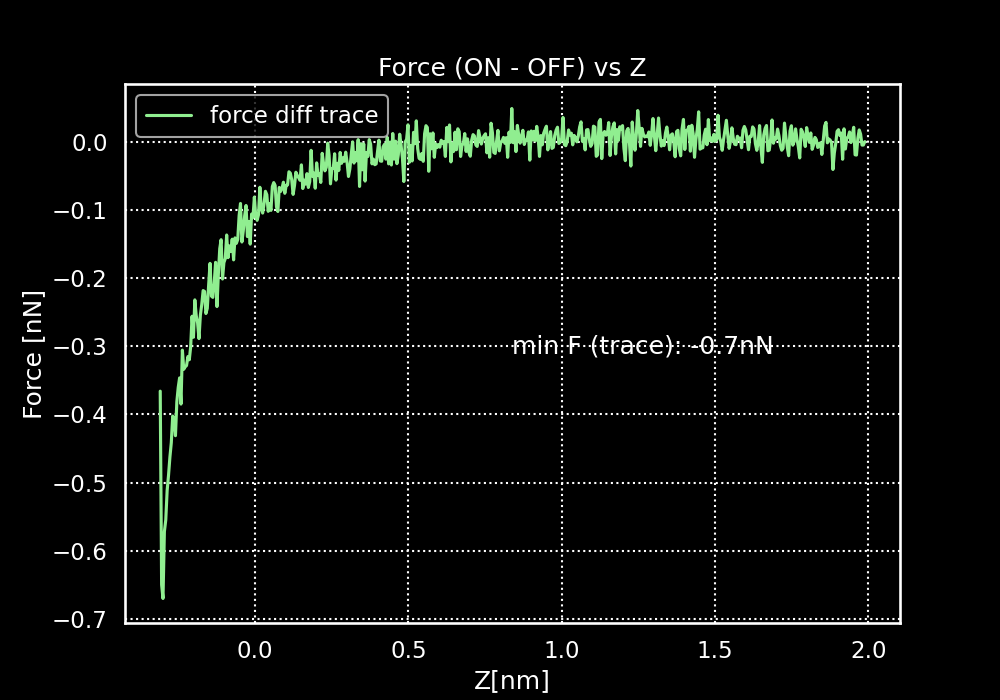 Force (ON - OFF) vs Z
force diff trace
0.0
−0.1
−0.2
−0.3
−0.4
−0.5
−0.6
−0.7
Force [nN]
min F (trace): -0.7nN
0.0 0.5 1.0 1.5 2.0
Z[nm]